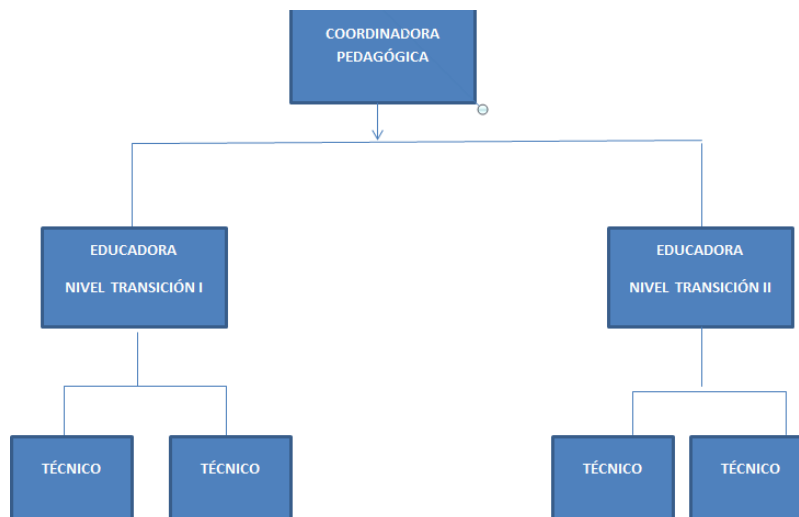 COORDINADORA
PEDAGÓGICA
EDUCADORA
NIVEL TRANSICIÓN I
EDUCADORA
NIVEL TRANSICIÓN II
TÉCNICO
TÉCNICO
TÉCNICO
TÉCNICO